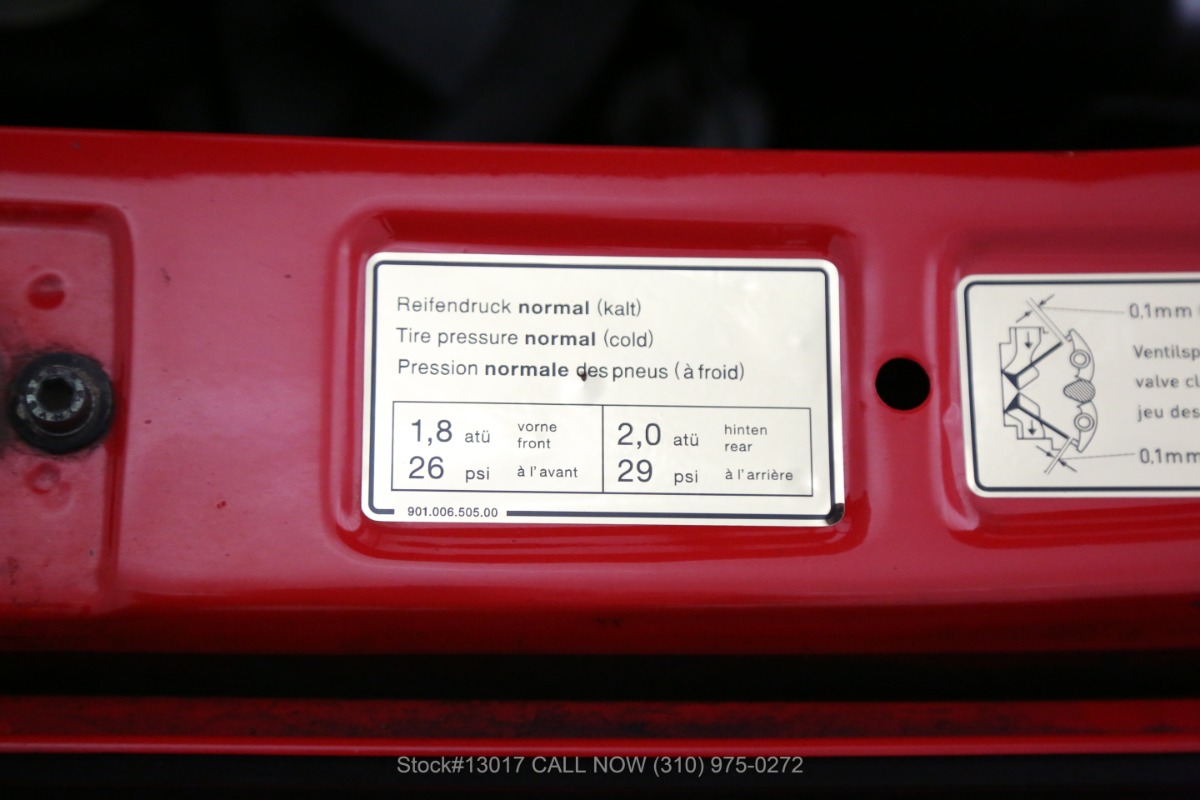 Reifendruck normal (kalt)
Tire pressure normal (cold)
Pression normale des pneus (à froid)
1,8 atü vorne front
26 psi à l'avant
2,0 atü hinten rear
29 psi à l'arrière
901.006.505.00
0,1mm
Ventilsp
valve cl
jeu des
0,1mm
Stock#13017 CALL NOW (310) 975-0272